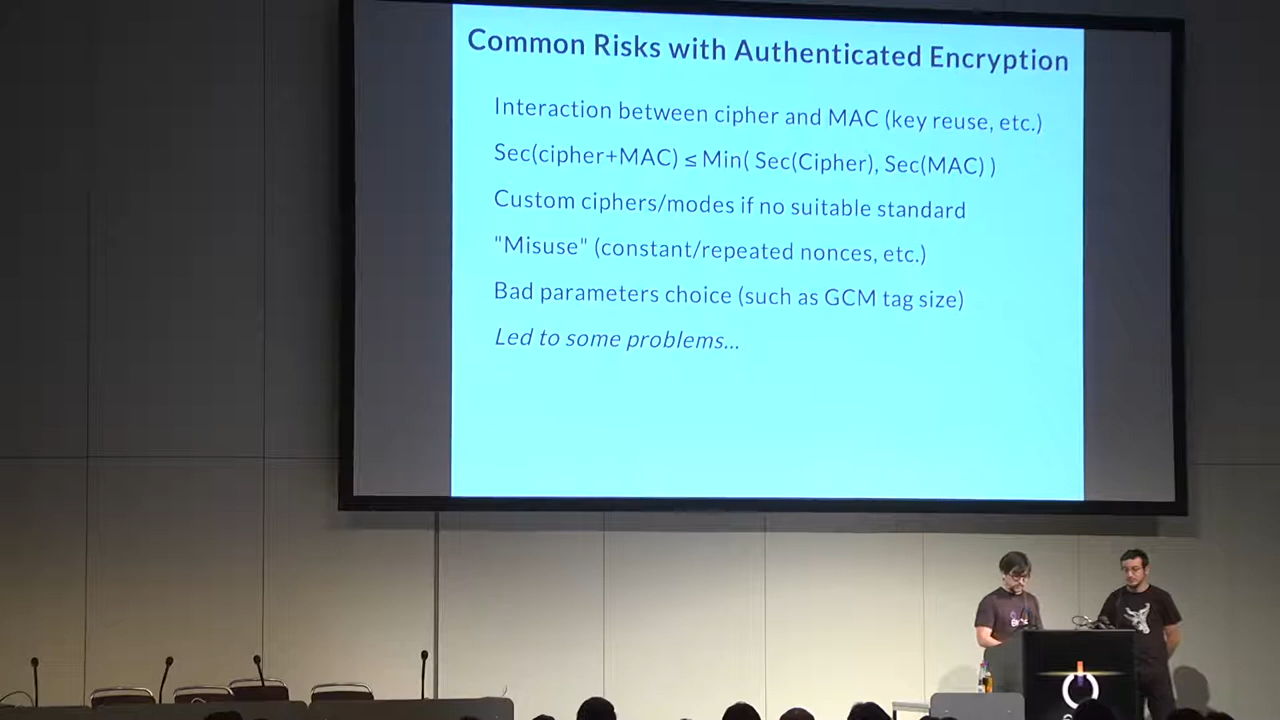 Common Risks with Authenticated Encryption
Interaction between cipher and MAC (key reuse, etc.)
Sec(cipher+MAC) ≤ Min( Sec(Cipher), Sec(MAC) )
Custom ciphers/modes if no suitable standard
"Misuse" (constant/repeated nonces, etc.)
Bad parameters choice (such as GCM tag size)
Led to some problems...